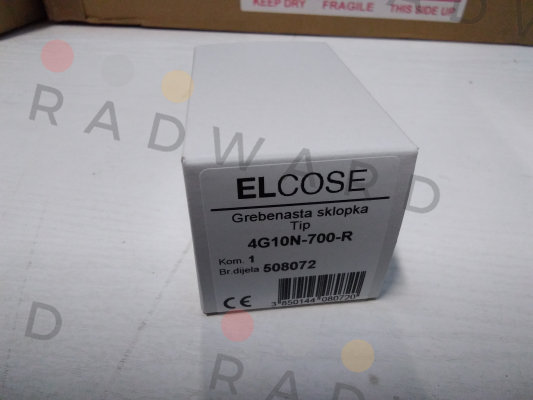 KEEP DRY FRAGILE THIS SIDE UP
RADWARD
ELCOSE
Grebenasta sklopka
Tip
4G10N-700-R
Kom. 1
Br.dijela 508072
CE
3 850144 080720
D RADW